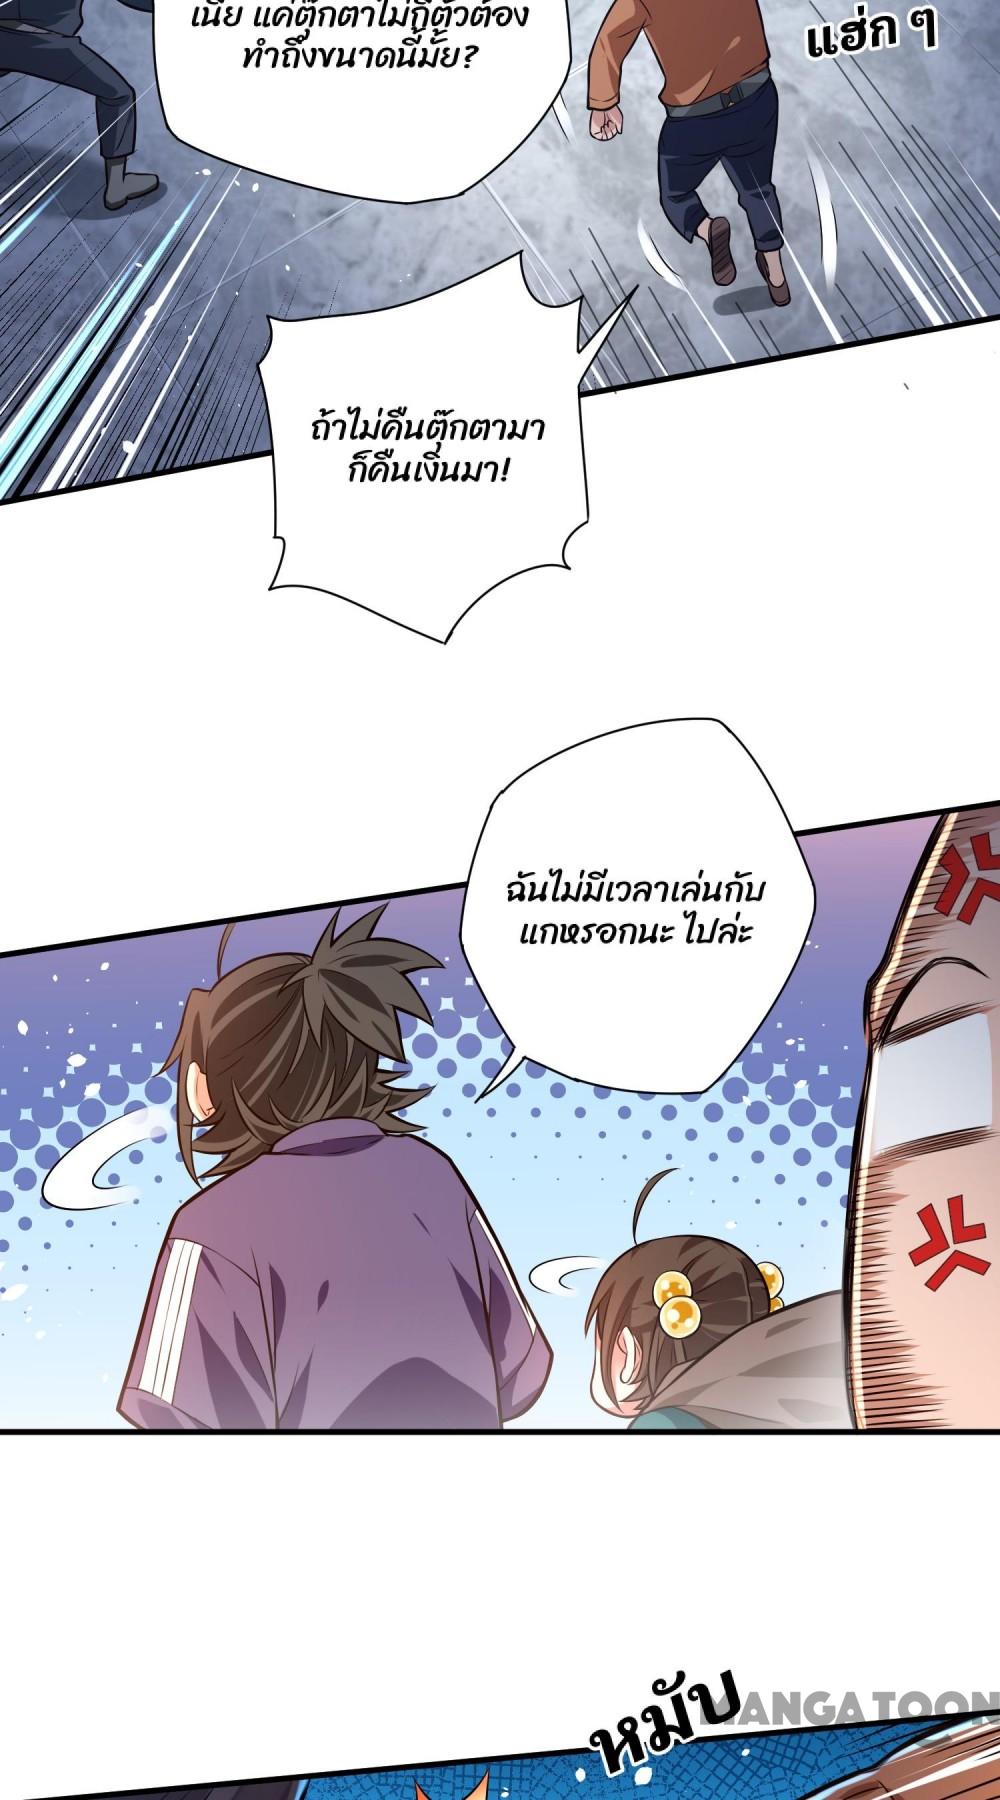 เนี่ย แค่ตุ๊กตาไม่กี่ตัวต้อง
ทำถึงขนาดนี้มั้ย?
แฮ่ก ๆ
ถ้าไม่คืนตุ๊กตามา
ก็คืนเงินมา!
ฉันไม่มีเวลาเล่นกับ
แกหรอกนะ ไปล่ะ
หมับ
MANGATOON